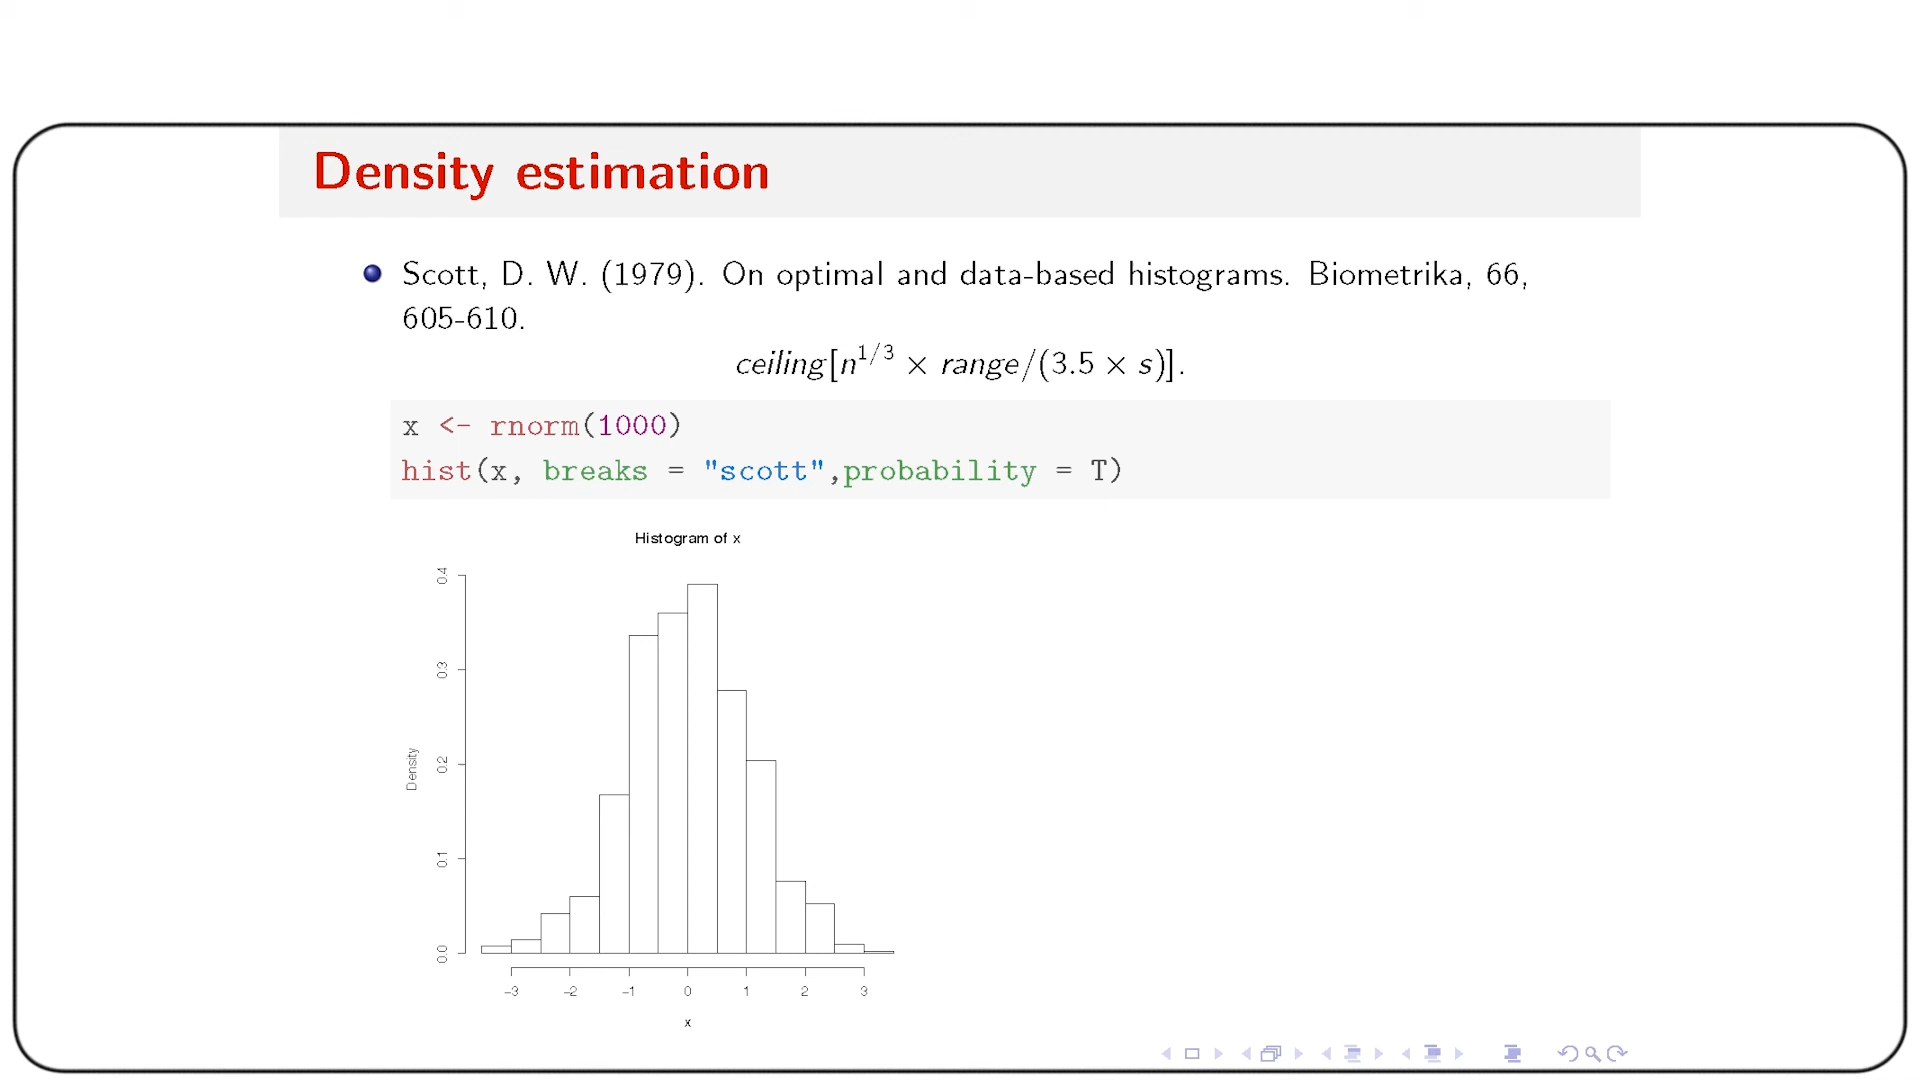 Density estimation
Scott, D. W. (1979). On optimal and data-based histograms. Biometrika, 66,
605-610.
ceiling[n^{1/3} × range/(3.5 × s)].
x <- rnorm(1000)
hist(x, breaks = "scott",probability = T)
Histogram of x
0.4
0.3
0.2
0.1
0.0
Density
−3 −2 −1 0 1 2 3
x